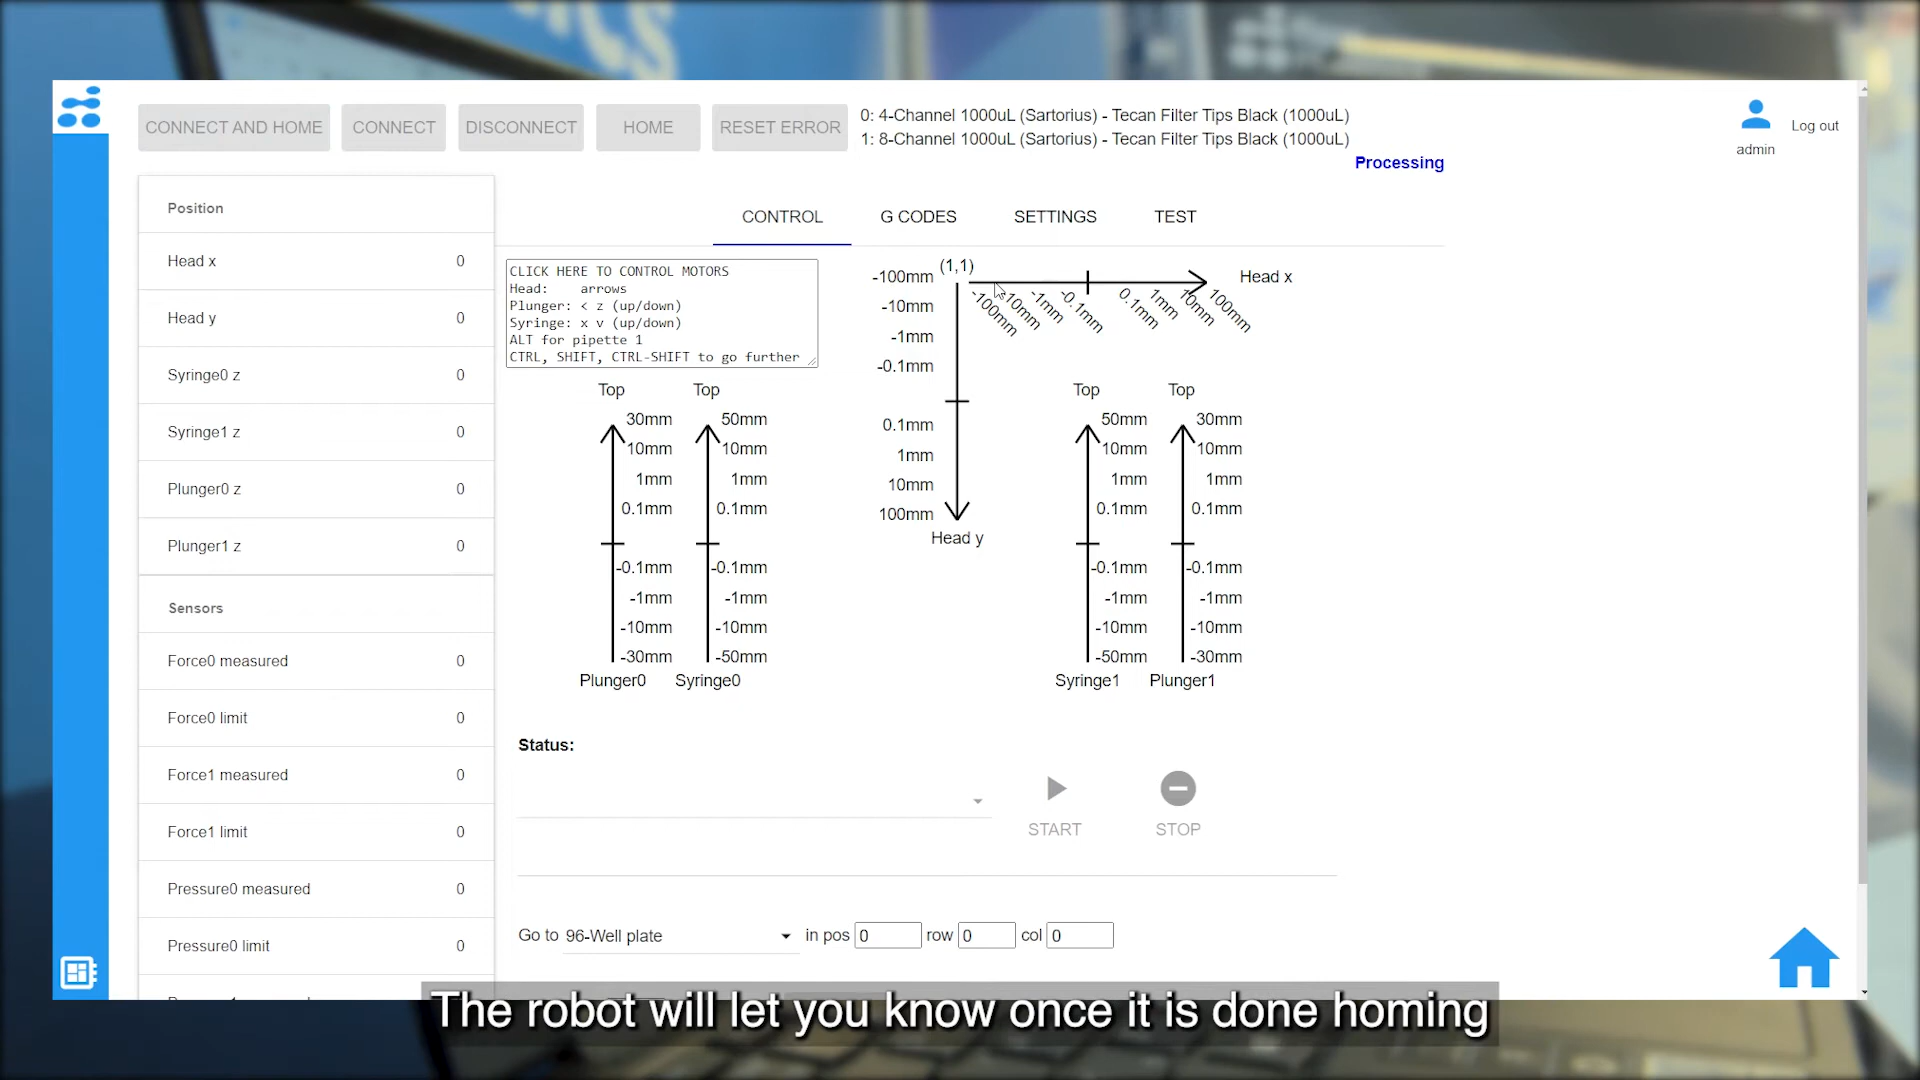 CONNECT AND HOME
CONNECT
DISCONNECT
HOME
RESET ERROR
0: 4-Channel 1000uL (Sartorius) - Tecan Filter Tips Black (1000uL)
1: 8-Channel 1000uL (Sartorius) - Tecan Filter Tips Black (1000uL)
Processing
admin
Log out
Position
Head x 0
Head y 0
Syringe0 z 0
Syringe1 z 0
Plunger0 z 0
Plunger1 z 0
Sensors
Force0 measured 0
Force0 limit 0
Force1 measured 0
Force1 limit 0
Pressure0 measured 0
Pressure0 limit 0
CONTROL
G CODES
SETTINGS
TEST
CLICK HERE TO CONTROL MOTORS
Head: arrows
Plunger: < z (up/down)
Syringe: x v (up/down)
ALT for pipette 1
CTRL, SHIFT, CTRL-SHIFT to go further
(1,1)
-100mm
-10mm
-1mm
-0.1mm
0.1mm
1mm
10mm
100mm
Head y
-100mm
-10mm
-1mm
-0.1mm
0.1mm
1mm
10mm
100mm
Head x
Top
30mm
10mm
1mm
0.1mm
-0.1mm
-1mm
-10mm
-30mm
Plunger0
Top
50mm
10mm
1mm
0.1mm
-0.1mm
-1mm
-10mm
-50mm
Syringe0
Top
50mm
10mm
1mm
0.1mm
-0.1mm
-1mm
-10mm
-50mm
Syringe1
Top
30mm
10mm
1mm
0.1mm
-0.1mm
-1mm
-10mm
-30mm
Plunger1
Status:
START
STOP
Go to 96-Well plate in pos 0 row 0 col 0
The robot will let you know once it is done homing